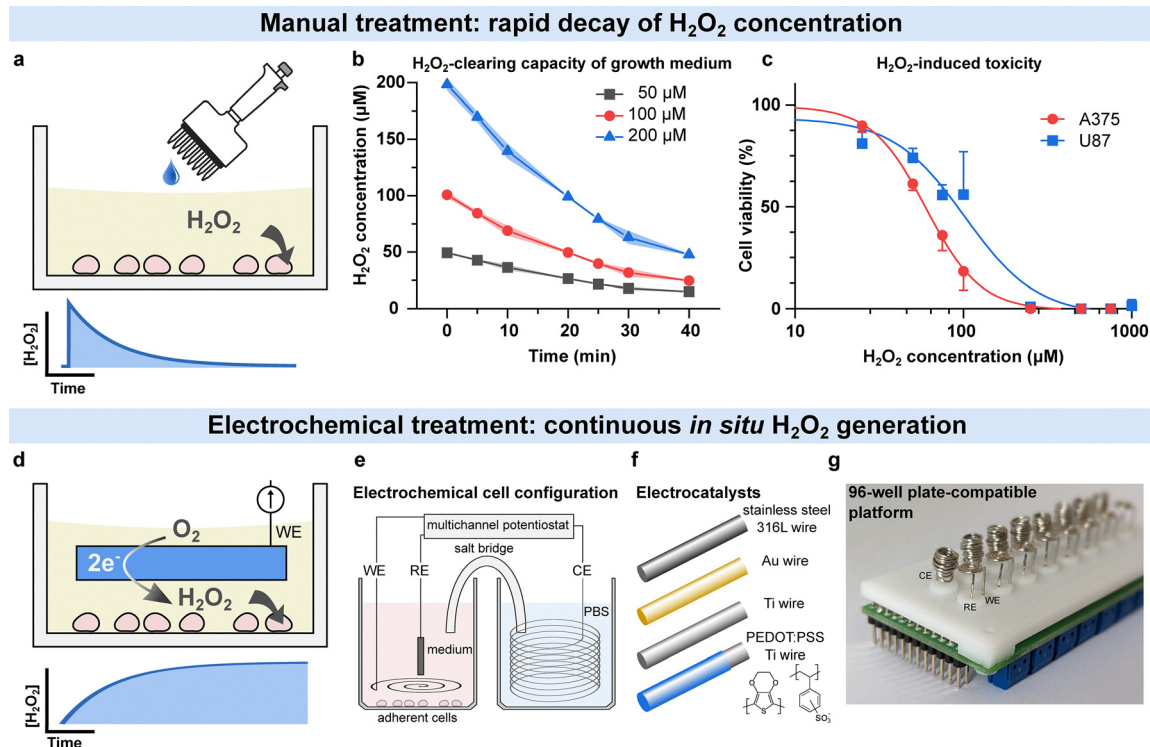 Manual treatment: rapid decay of H₂O₂ concentration
a
H₂O₂
[H₂O₂]
Time
b
H₂O₂-clearing capacity of growth medium
50 µM
100 µM
200 µM
H₂O₂ concentration (µM)
200
150
100
50
0
0 10 20 30 40
Time (min)
c
H₂O₂-induced toxicity
A375
U87
Cell viability (%)
100
50
0
10 100 1000
H₂O₂ concentration (µM)
Electrochemical treatment: continuous in situ H₂O₂ generation
d
WE
O₂
2e⁻
H₂O₂
[H₂O₂]
Time
e
Electrochemical cell configuration
multichannel potentiostat
salt bridge
WE RE CE
PBS
medium
adherent cells
f
Electrocatalysts
stainless steel
316L wire
Au wire
Ti wire
PEDOT:PSS
Ti wire
O O
S
SO₃⁻
g
96-well plate-compatible
platform
CE
RE
WE